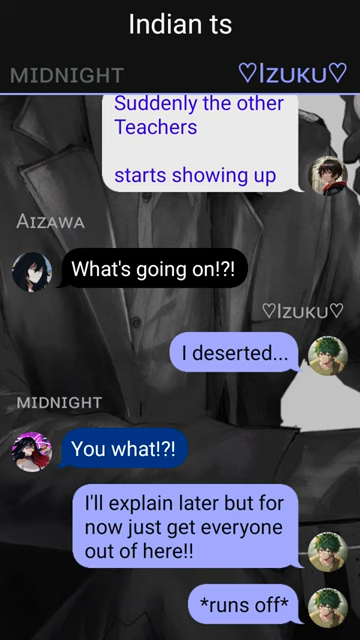 Indian ts
MIDNIGHT
♡Izuku♡
Suddenly the other
Teachers
starts showing up
Aizawa
What's going on!?!
♡Izuku♡
I deserted...
MIDNIGHT
You what!?!
I'll explain later but for
now just get everyone
out of here!!
*runs off*